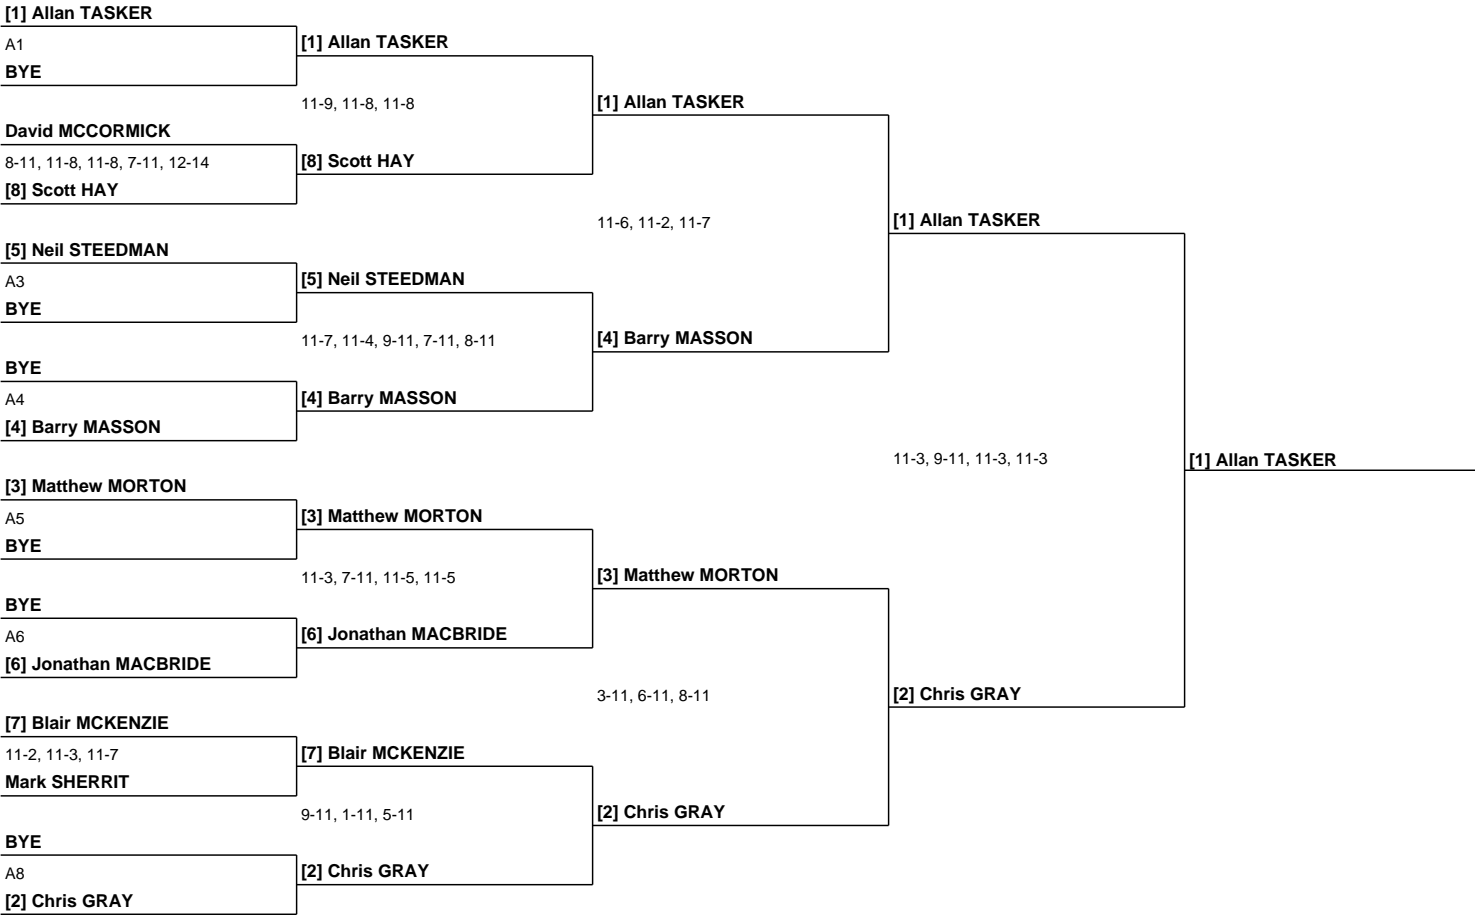 [1] Allan TASKER
A1
BYE
David MCCORMICK
8-11, 11-8, 11-8, 7-11, 12-14
[8] Scott HAY
[5] Neil STEEDMAN
A3
BYE
BYE
A4
[4] Barry MASSON
[3] Matthew MORTON
A5
BYE
BYE
A6
[6] Jonathan MACBRIDE
[7] Blair MCKENZIE
11-2, 11-3, 11-7
Mark SHERRIT
BYE
A8
[2] Chris GRAY
[1] Allan TASKER
11-9, 11-8, 11-8
[8] Scott HAY
[5] Neil STEEDMAN
11-7, 11-4, 9-11, 7-11, 8-11
[4] Barry MASSON
[3] Matthew MORTON
11-3, 7-11, 11-5, 11-5
[6] Jonathan MACBRIDE
[7] Blair MCKENZIE
9-11, 1-11, 5-11
[2] Chris GRAY
[1] Allan TASKER
11-6, 11-2, 11-7
[4] Barry MASSON
[3] Matthew MORTON
3-11, 6-11, 8-11
[2] Chris GRAY
[1] Allan TASKER
11-3, 9-11, 11-3, 11-3
[2] Chris GRAY
[1] Allan TASKER